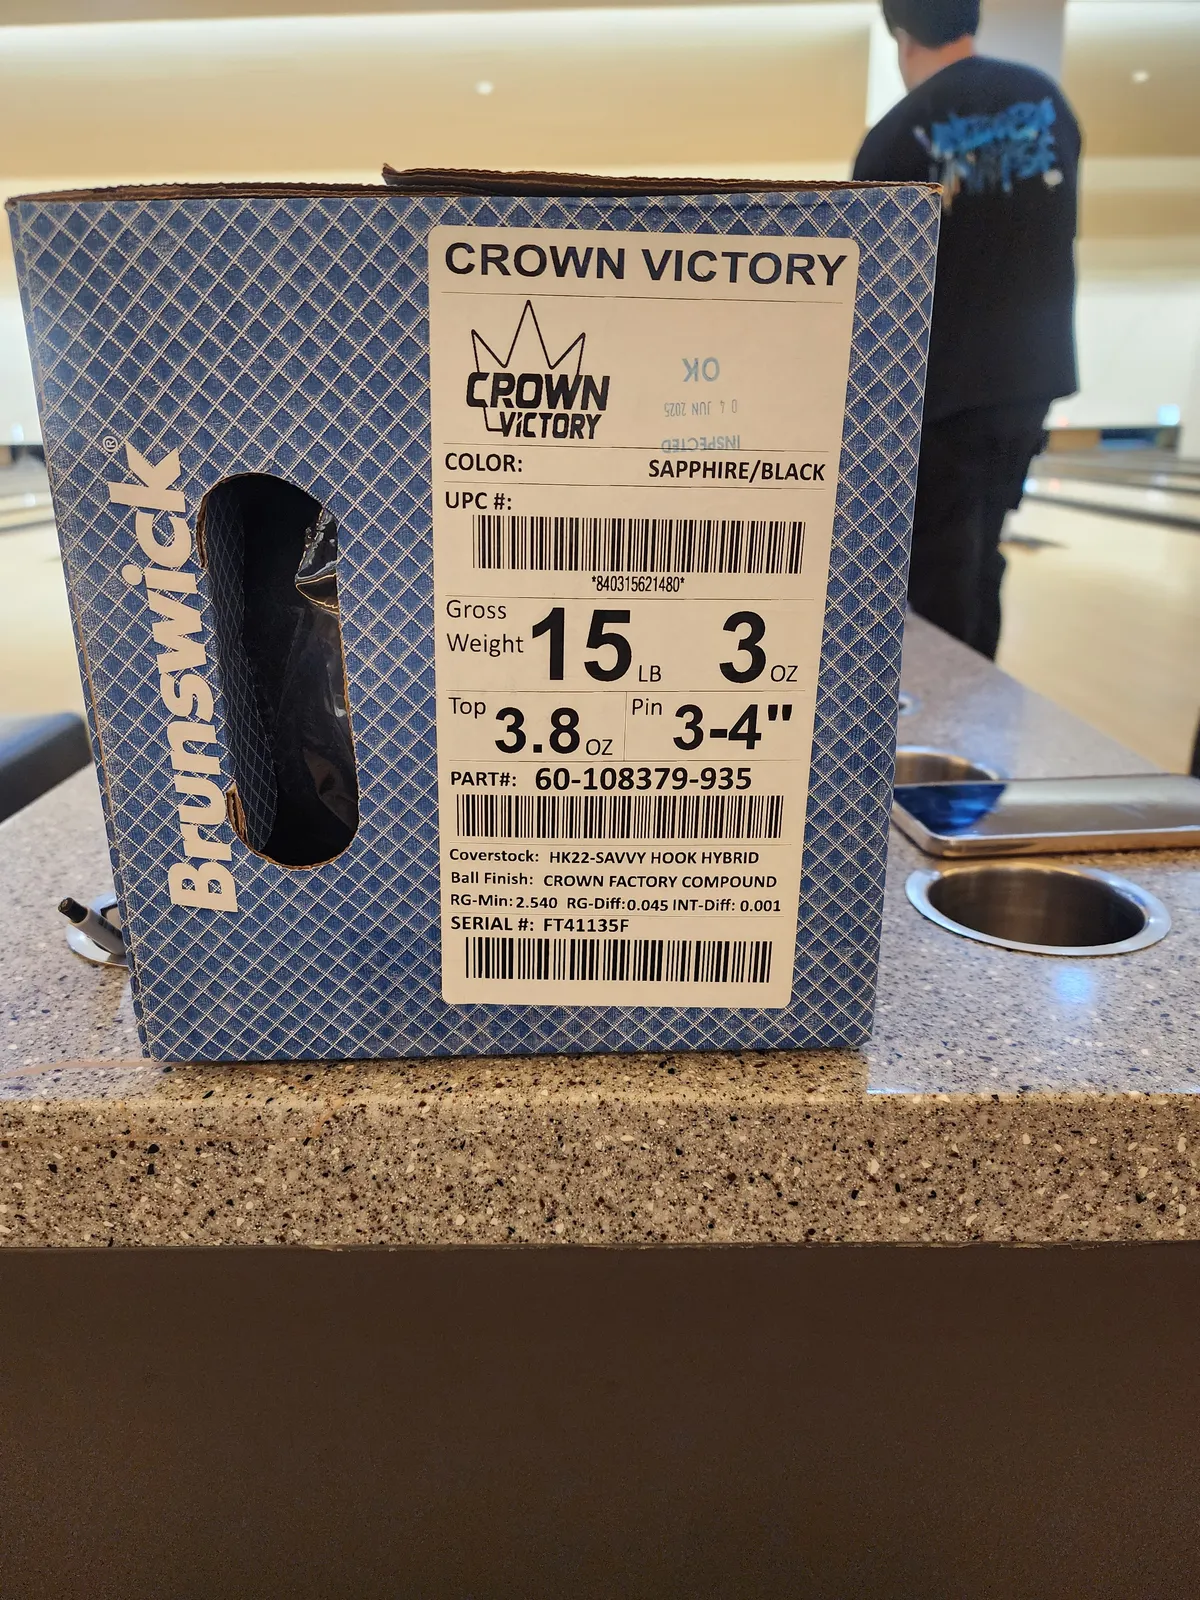 Brunswick®
CROWN VICTORY
CROWN
VICTORY
OK
04 JUN 2025
INSPECTED
COLOR: SAPPHIRE/BLACK
UPC #:
*840315621480*
Gross
Weight 15 LB 3 OZ
Top 3.8 OZ Pin 3-4"
PART#: 60-108379-935
Coverstock: HK22-SAVVY HOOK HYBRID
Ball Finish: CROWN FACTORY COMPOUND
RG-Min: 2.540 RG-Diff: 0.045 INT-Diff: 0.001
SERIAL #: FT41135F